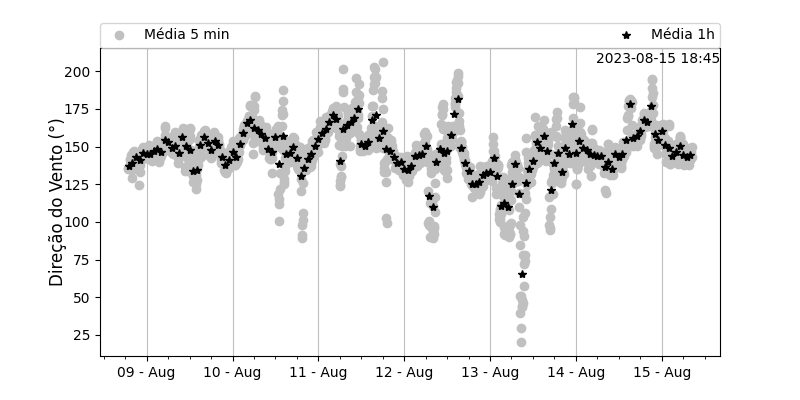 Média 5 min
Média 1h
2023-08-15 18:45
Direção do Vento (°)
200
175
150
125
100
75
50
25
09 - Aug
10 - Aug
11 - Aug
12 - Aug
13 - Aug
14 - Aug
15 - Aug